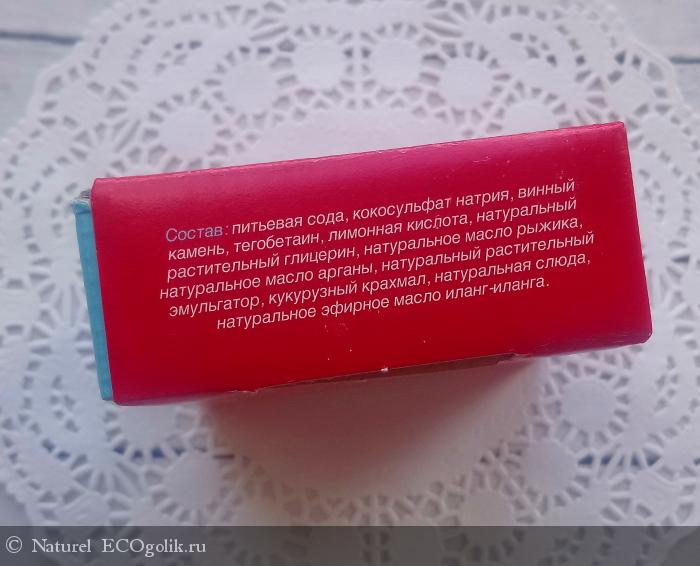 Состав: питьевая сода, кокосульфат натрия, винный
камень, тегобетаин, лимонная кислота, натуральный
растительный глицерин, натуральное масло рыжика,
натуральное масло арганы, натуральный растительный
эмульгатор, кукурузный крахмал, натуральная слюда,
натуральное эфирное масло иланг-иланга.
© Naturel ECOgolik.ru